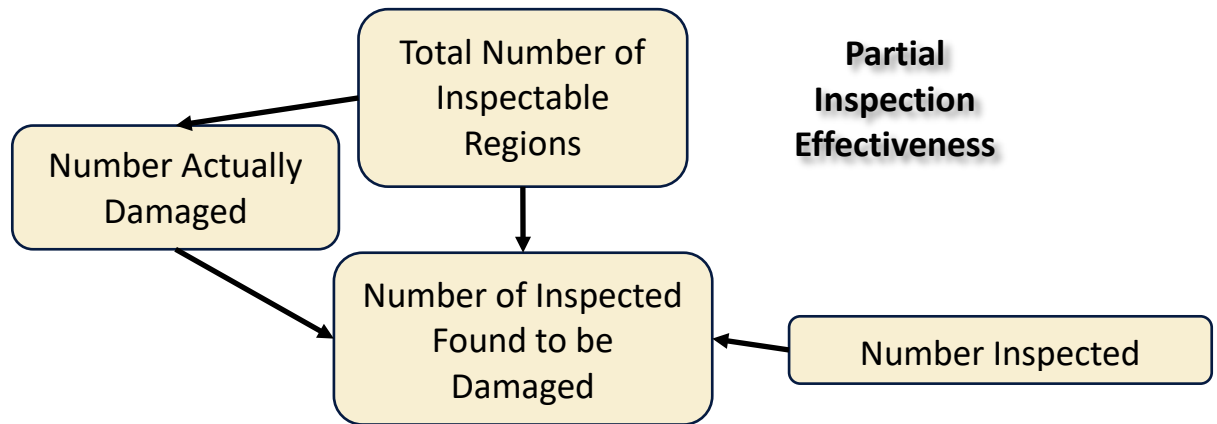 Total Number of
Inspectable
Regions
Partial
Inspection
Effectiveness
Number Actually
Damaged
Number of Inspected
Found to be
Damaged
Number Inspected